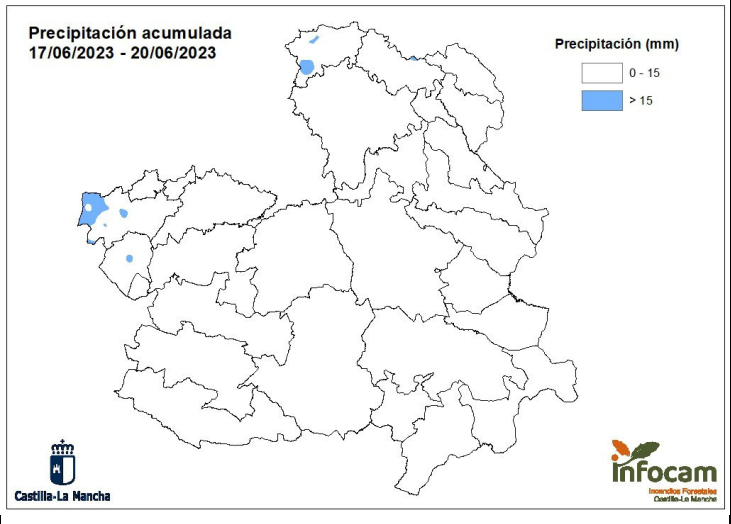 Precipitación acumulada
17/06/2023 - 20/06/2023
Precipitación (mm)
0 - 15
> 15
Castilla-La Mancha
infocam
Incendios Forestales
Castilla-La Mancha